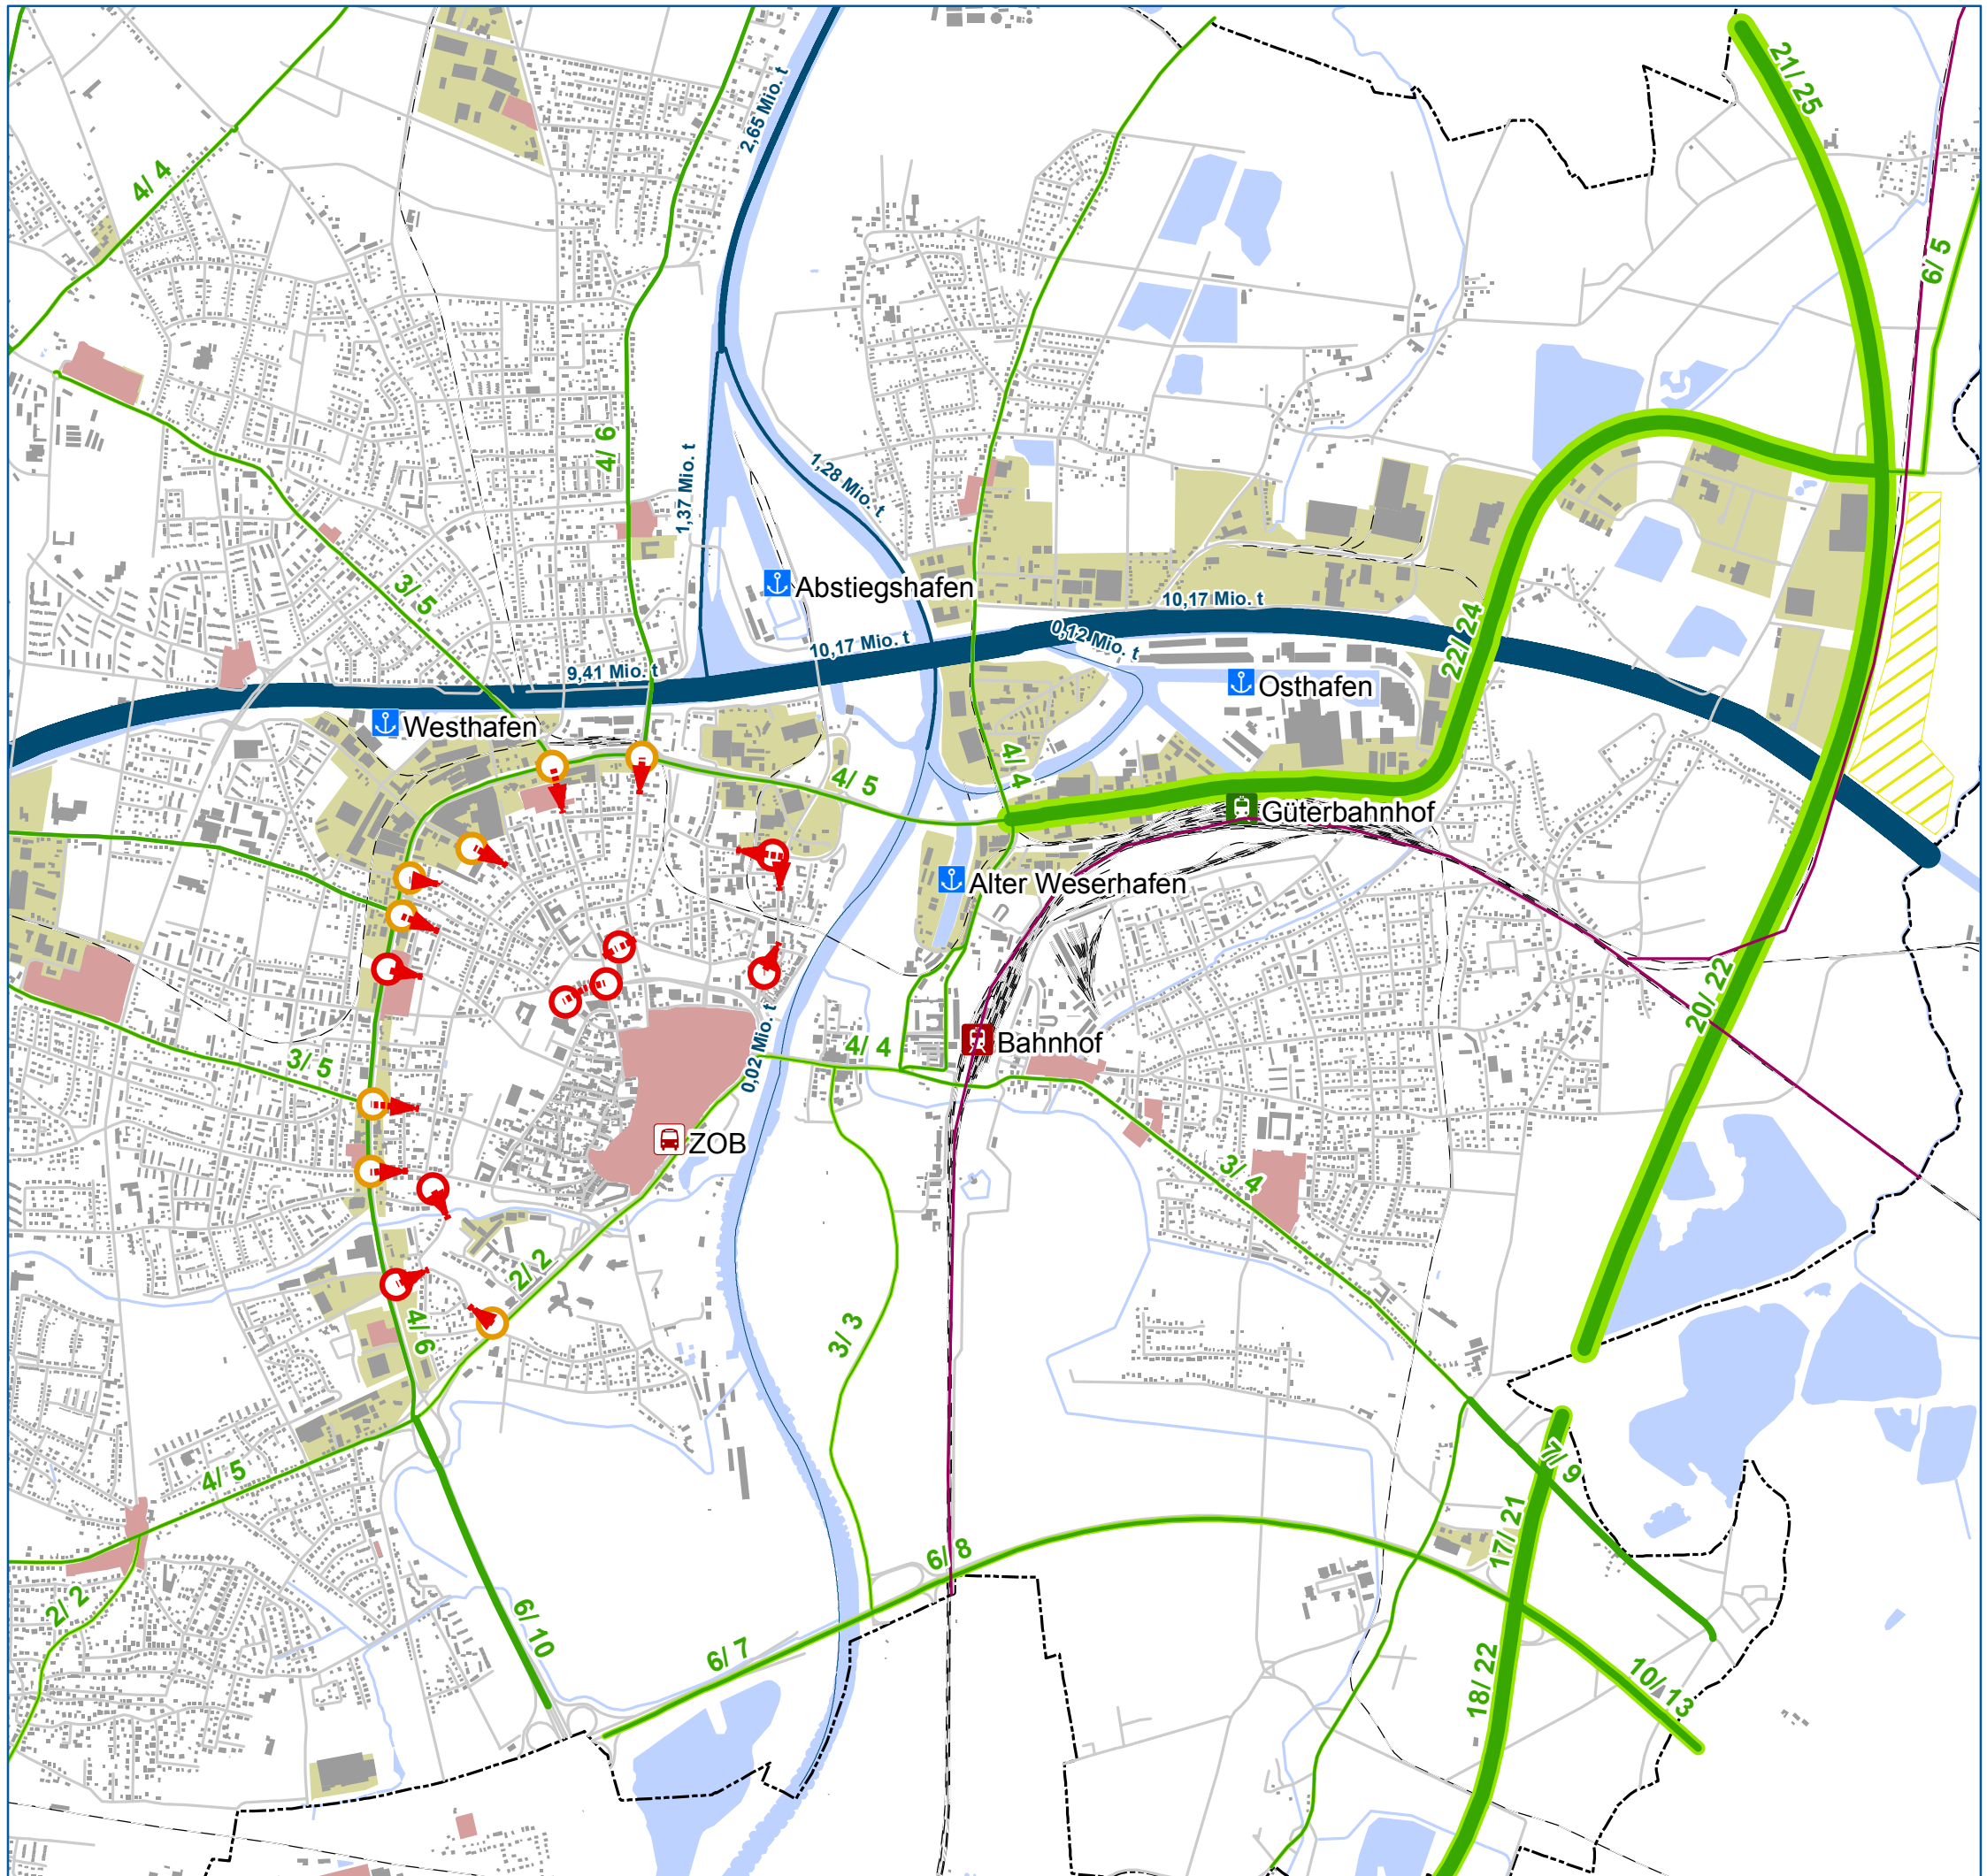 21/ 25
2,65 Mio. t
4/ 4
6/ 5
4/ 6
1,37 Mio. t
1,28 Mio. t
3/ 5
Abstiegshafen
10,17 Mio. t
0,12 Mio. t
10,17 Mio. t
22/ 24
9,41 Mio. t
Osthafen
Westhafen
4/ 5
4/ 4
Güterbahnhof
Alter Weserhafen
20/ 22
0,02 Mio. t
4/ 4
Bahnhof
3/ 5
ZOB
3/ 4
2/ 2
3/ 3
4/ 6
7/ 9
4/ 5
17/ 21
6/ 8
2/ 2
6/ 10
6/ 7
18/ 22
10/ 13